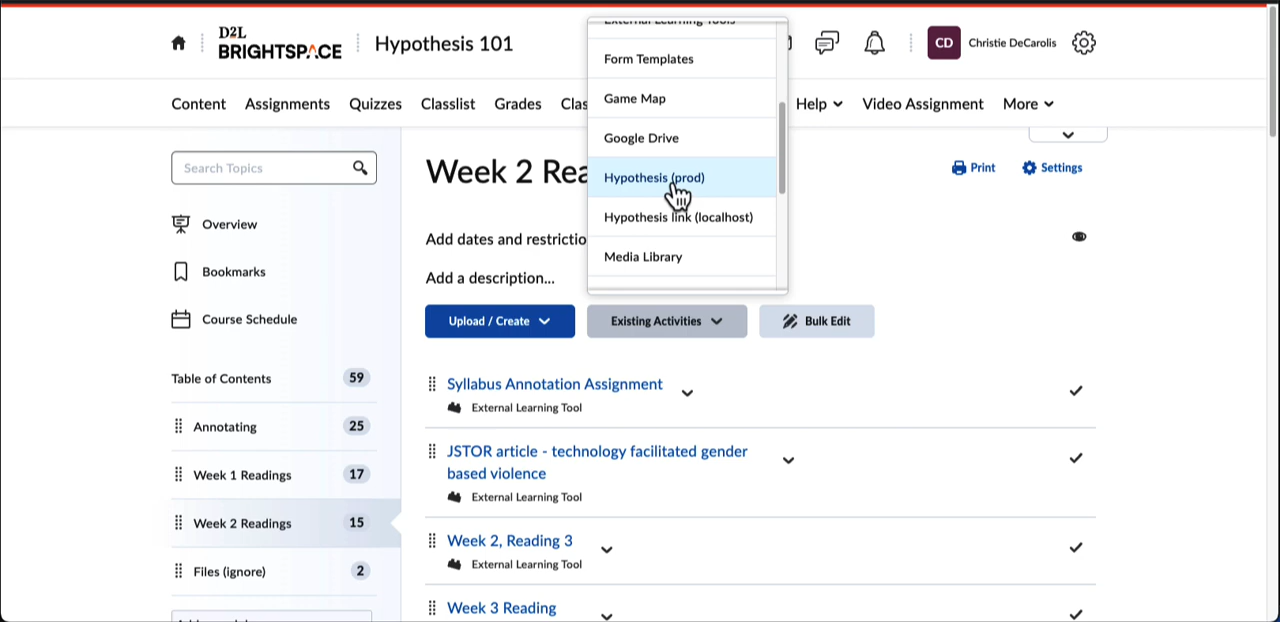 External Learning Tools
D2L
BRIGHTSPACE
Hypothesis 101
CD
Christie DeCarolis
Form Templates
Game Map
Google Drive
Hypothesis (prod)
Hypothesis link (localhost)
Media Library
Content Assignments Quizzes Classlist Grades Clas
Help Video Assignment More
Search Topics
Overview
Bookmarks
Course Schedule
Table of Contents 59
Annotating 25
Week 1 Readings 17
Week 2 Readings 15
Files (ignore) 2
Week 2 Rea
Print Settings
Add dates and restrictio
Add a description...
Upload / Create Existing Activities Bulk Edit
Syllabus Annotation Assignment
External Learning Tool
JSTOR article - technology facilitated gender
based violence
External Learning Tool
Week 2, Reading 3
External Learning Tool
Week 3 Reading